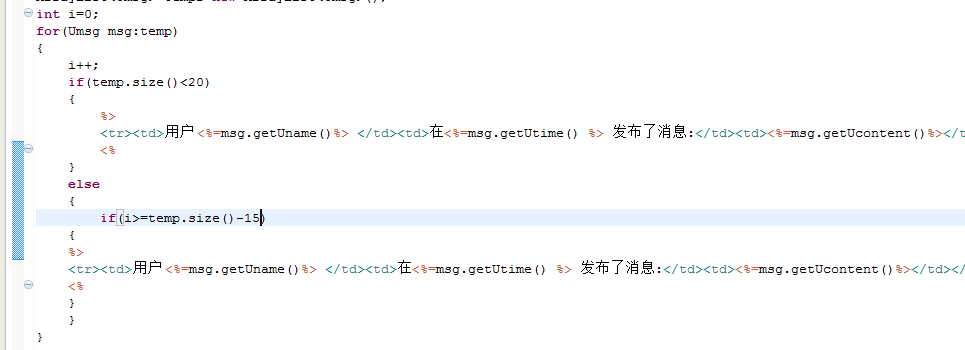 int i=0;
for(Umsg msg:temp)
{
i++;
if(temp.size()<20)
{
%>
<tr><td>用户<%=msg.getUname()%> </td><td>在<%=msg.getUtime() %> 发布了消息:</td><td><%=msg.getUcontent()%></t
<%
}
else
{
if(i>=temp.size()-15)
{
%>
<tr><td>用户<%=msg.getUname()%> </td><td>在<%=msg.getUtime() %> 发布了消息:</td><td><%=msg.getUcontent()%></td></
<%
}
}
}